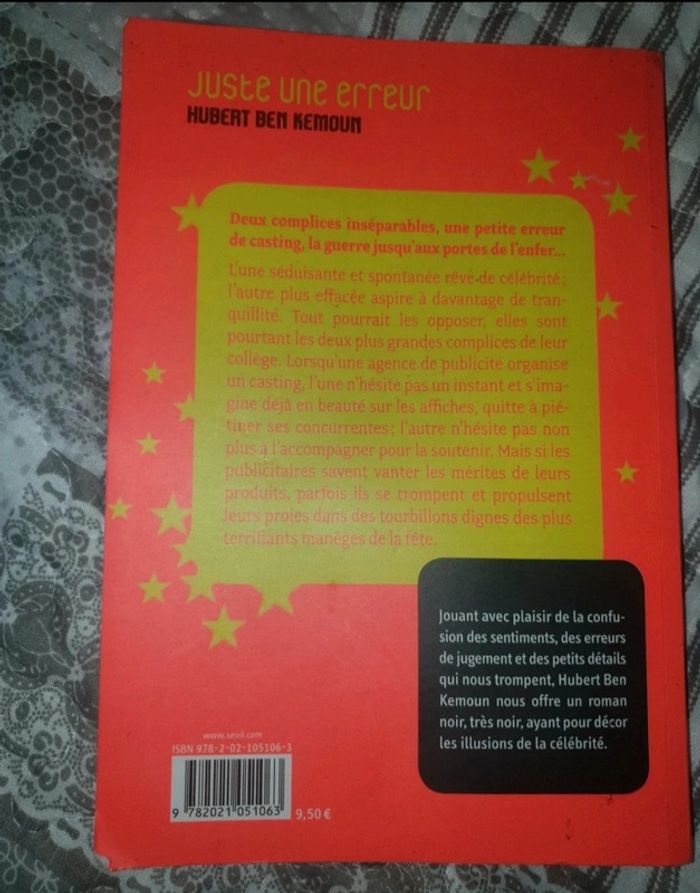 Juste une erreur
HUBERT BEN KEMOUN
Deux complices inséparables, une petite erreur
de casting, la guerre jusqu'aux portes de l'enfer...
L'une séduisante et spontanée rêve de célébrité ;
l'autre plus effacée aspire à davantage de tran-
quillité. Tout pourrait les opposer, elles sont
pourtant les deux plus grandes complices de leur
collège. Lorsqu'une agence de publicité organise
un casting, l'une n'hésite pas un instant et s'ima-
gine déjà en beauté sur les affiches, quitte à pié-
tiner ses concurrentes ; l'autre n'hésite pas non
plus à l'accompagner pour la soutenir. Mais si les
publicitaires savent vanter les mérites de leurs
produits, parfois ils se trompent et propulsent
leurs proies dans des tourbillons dignes des plus
terrifiants manèges de la fête.
Jouant avec plaisir de la confu-
sion des sentiments, des erreurs
de jugement et des petits détails
qui nous trompent, Hubert Ben
Kemoun nous offre un roman
noir, très noir, ayant pour décor
les illusions de la célébrité.
www.seuil.com
ISBN 978-2-02-105106-3
9 782021 051063
9,50 €